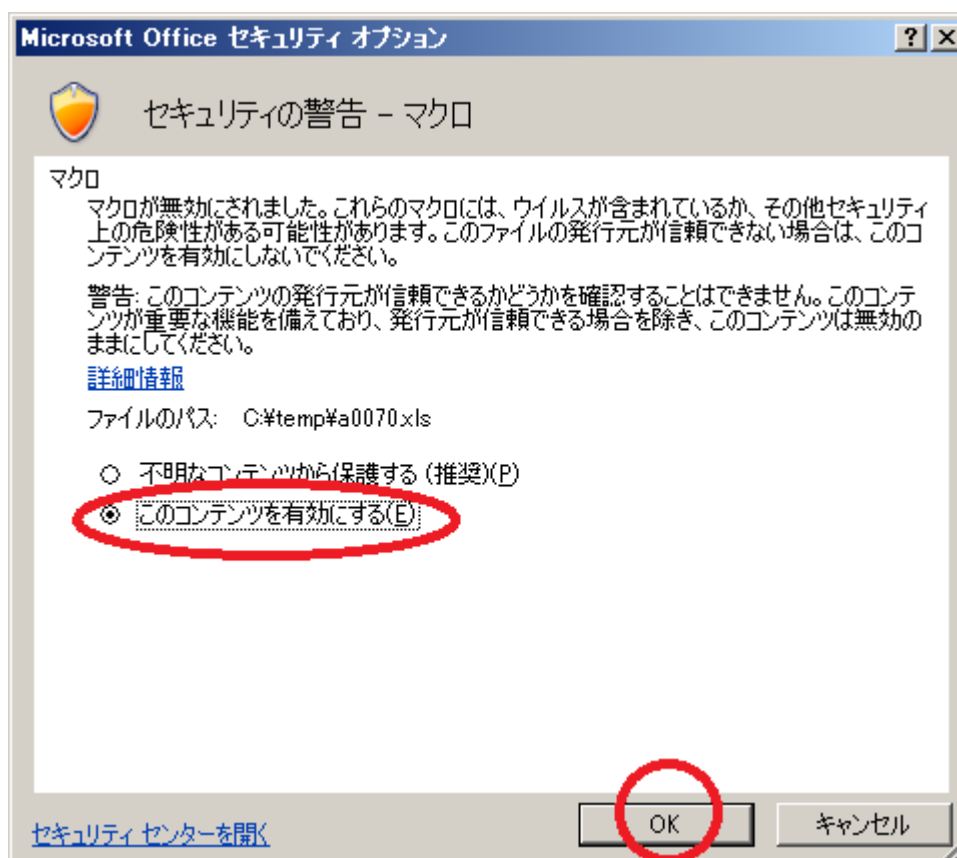 Microsoft Office セキュリティ オプション
セキュリティの警告 - マクロ
マクロ
マクロが無効にされました。これらのマクロには、ウイルスが含まれているか、その他セキュリティ
上の危険性がある可能性があります。このファイルの発行元が信頼できない場合は、このコ
ンテンツを有効にしないでください。
警告: このコンテンツの発行元が信頼できるかどうかを確認することはできません。このコンテ
ンツが重要な機能を備えており、発行元が信頼できる場合を除き、このコンテンツは無効の
ままにしてください。
詳細情報
ファイルのパス: C:¥temp¥a0070.xls
不明なコンテンツから保護する (推奨)(P)
このコンテンツを有効にする(E)
セキュリティ センターを開く
OK
キャンセル